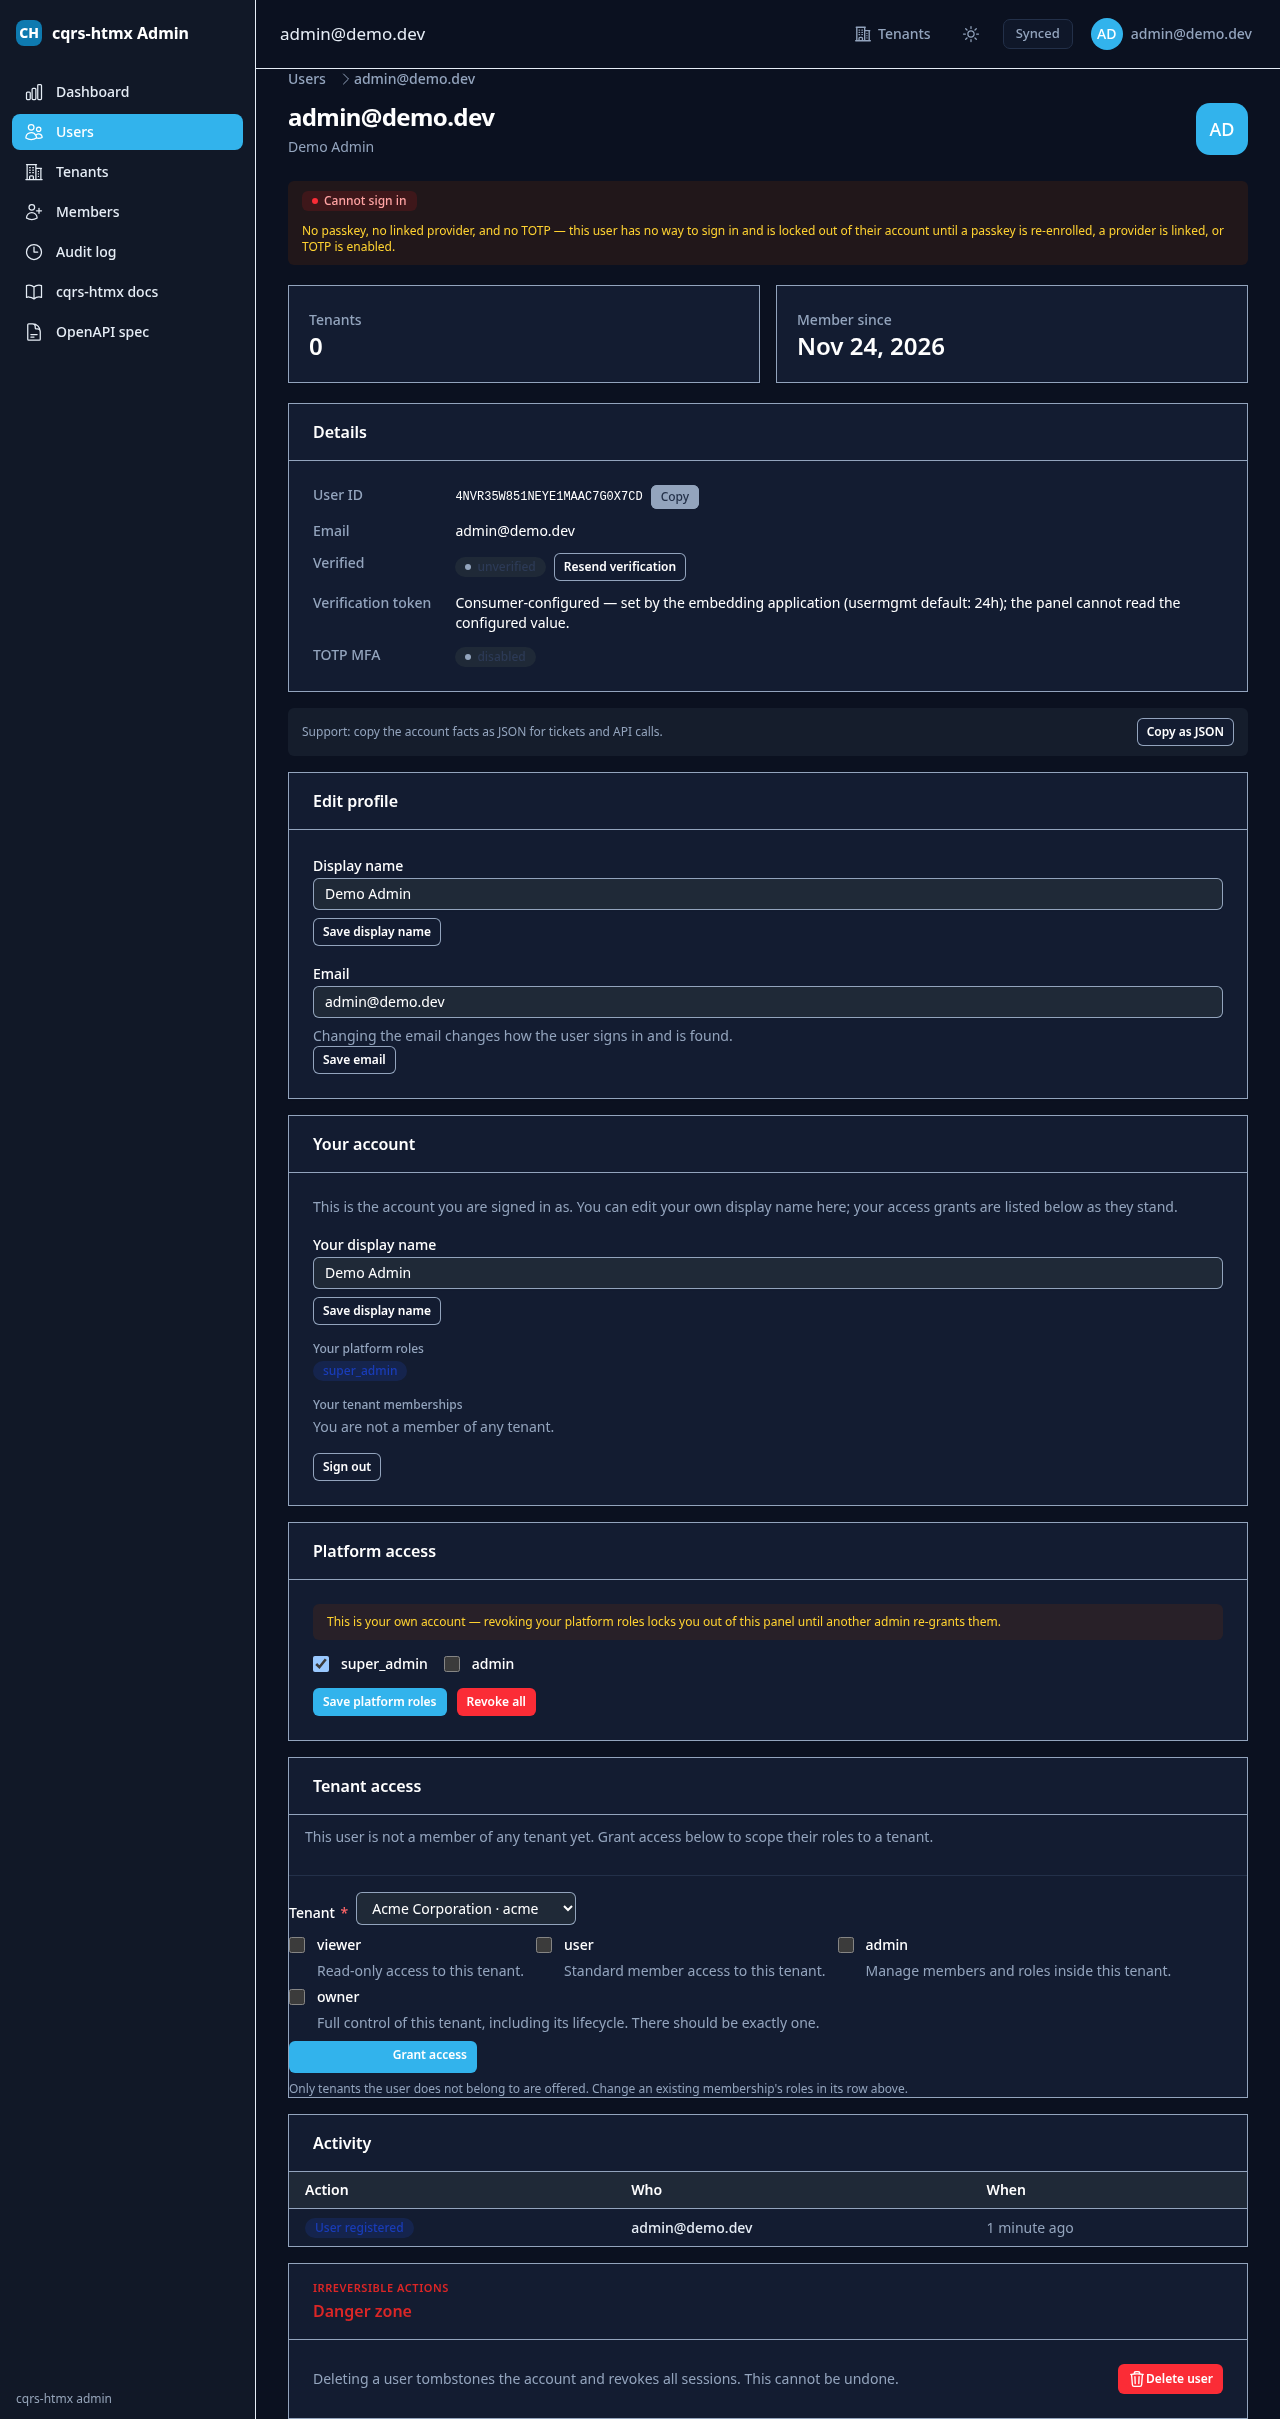 CH cqrs-htmx Admin
Dashboard
Users
Tenants
Members
Audit log
cqrs-htmx docs
OpenAPI spec
cqrs-htmx admin
admin@demo.dev
Tenants
Synced
AD admin@demo.dev
Users > admin@demo.dev
admin@demo.dev
Demo Admin
AD
Cannot sign in
No passkey, no linked provider, and no TOTP — this user has no way to sign in and is locked out of their account until a passkey is re-enrolled, a provider is linked, or
TOTP is enabled.
Tenants
0
Member since
Nov 24, 2026
Details
User ID 4NVR35W851NEYE1MAAC7G0X7CD Copy
Email admin@demo.dev
Verified unverified Resend verification
Verification token Consumer-configured — set by the embedding application (usermgmt default: 24h); the panel cannot read the
configured value.
TOTP MFA disabled
Support: copy the account facts as JSON for tickets and API calls. Copy as JSON
Edit profile
Display name
Demo Admin
Save display name
Email
admin@demo.dev
Changing the email changes how the user signs in and is found.
Save email
Your account
This is the account you are signed in as. You can edit your own display name here; your access grants are listed below as they stand.
Your display name
Demo Admin
Save display name
Your platform roles
super_admin
Your tenant memberships
You are not a member of any tenant.
Sign out
Platform access
This is your own account — revoking your platform roles locks you out of this panel until another admin re-grants them.
super_admin admin
Save platform roles Revoke all
Tenant access
This user is not a member of any tenant yet. Grant access below to scope their roles to a tenant.
Tenant * Acme Corporation · acme
viewer user admin
Read-only access to this tenant. Standard member access to this tenant. Manage members and roles inside this tenant.
owner
Full control of this tenant, including its lifecycle. There should be exactly one.
Grant access
Only tenants the user does not belong to are offered. Change an existing membership's roles in its row above.
Activity
Action Who When
User registered admin@demo.dev 1 minute ago
IRREVERSIBLE ACTIONS
Danger zone
Deleting a user tombstones the account and revokes all sessions. This cannot be undone. Delete user